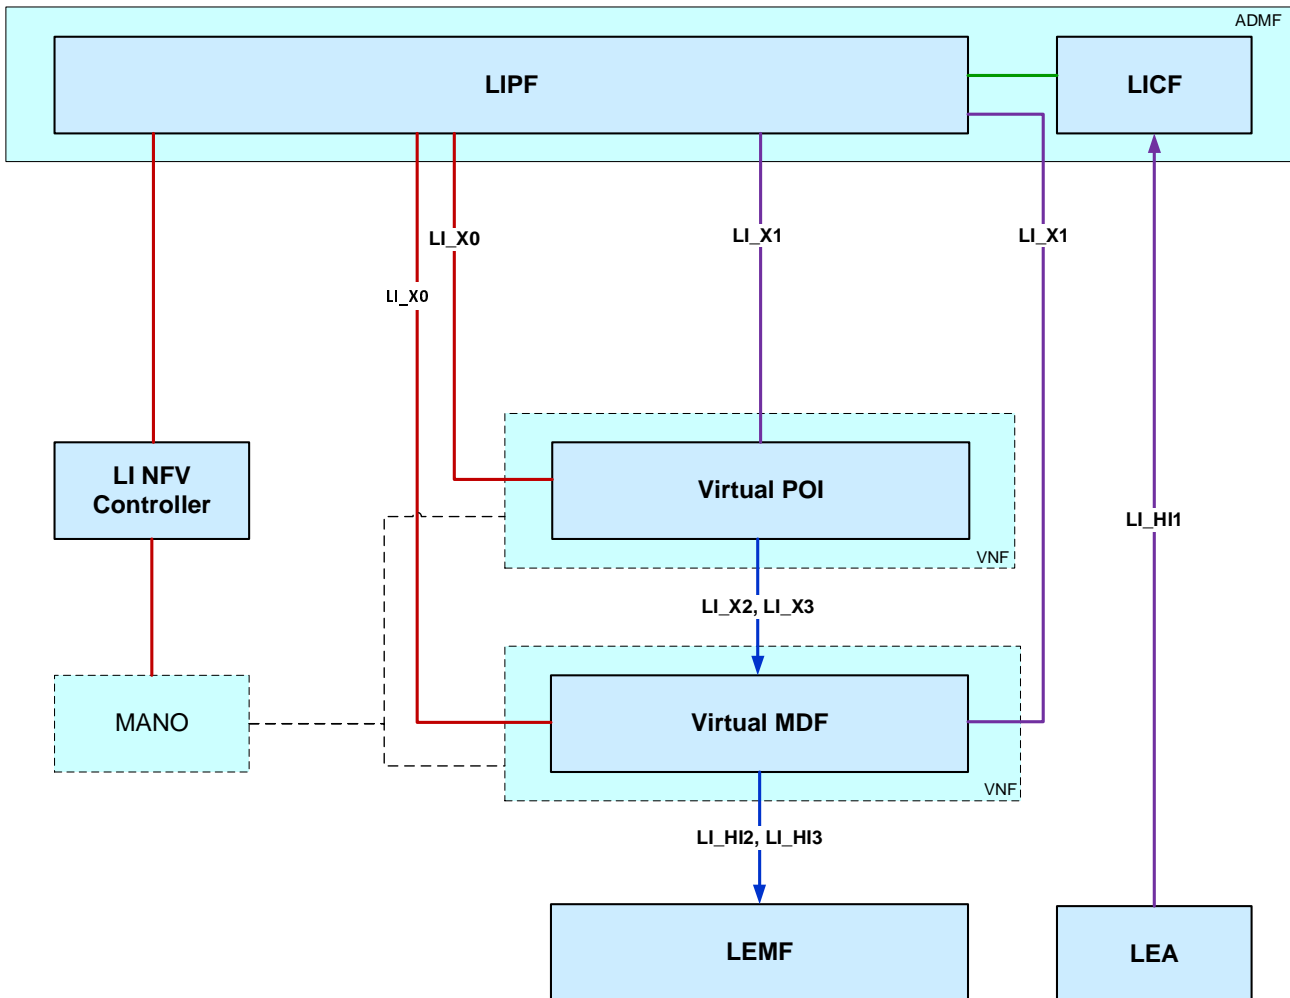 ADMF
LIPF
LICF
LI_X0
LI_X1
LI_X1
LI_X0
LI NFV
Controller
Virtual POI
LI_HI1
VNF
LI_X2, LI_X3
MANO
Virtual MDF
VNF
LI_HI2, LI_HI3
LEMF
LEA